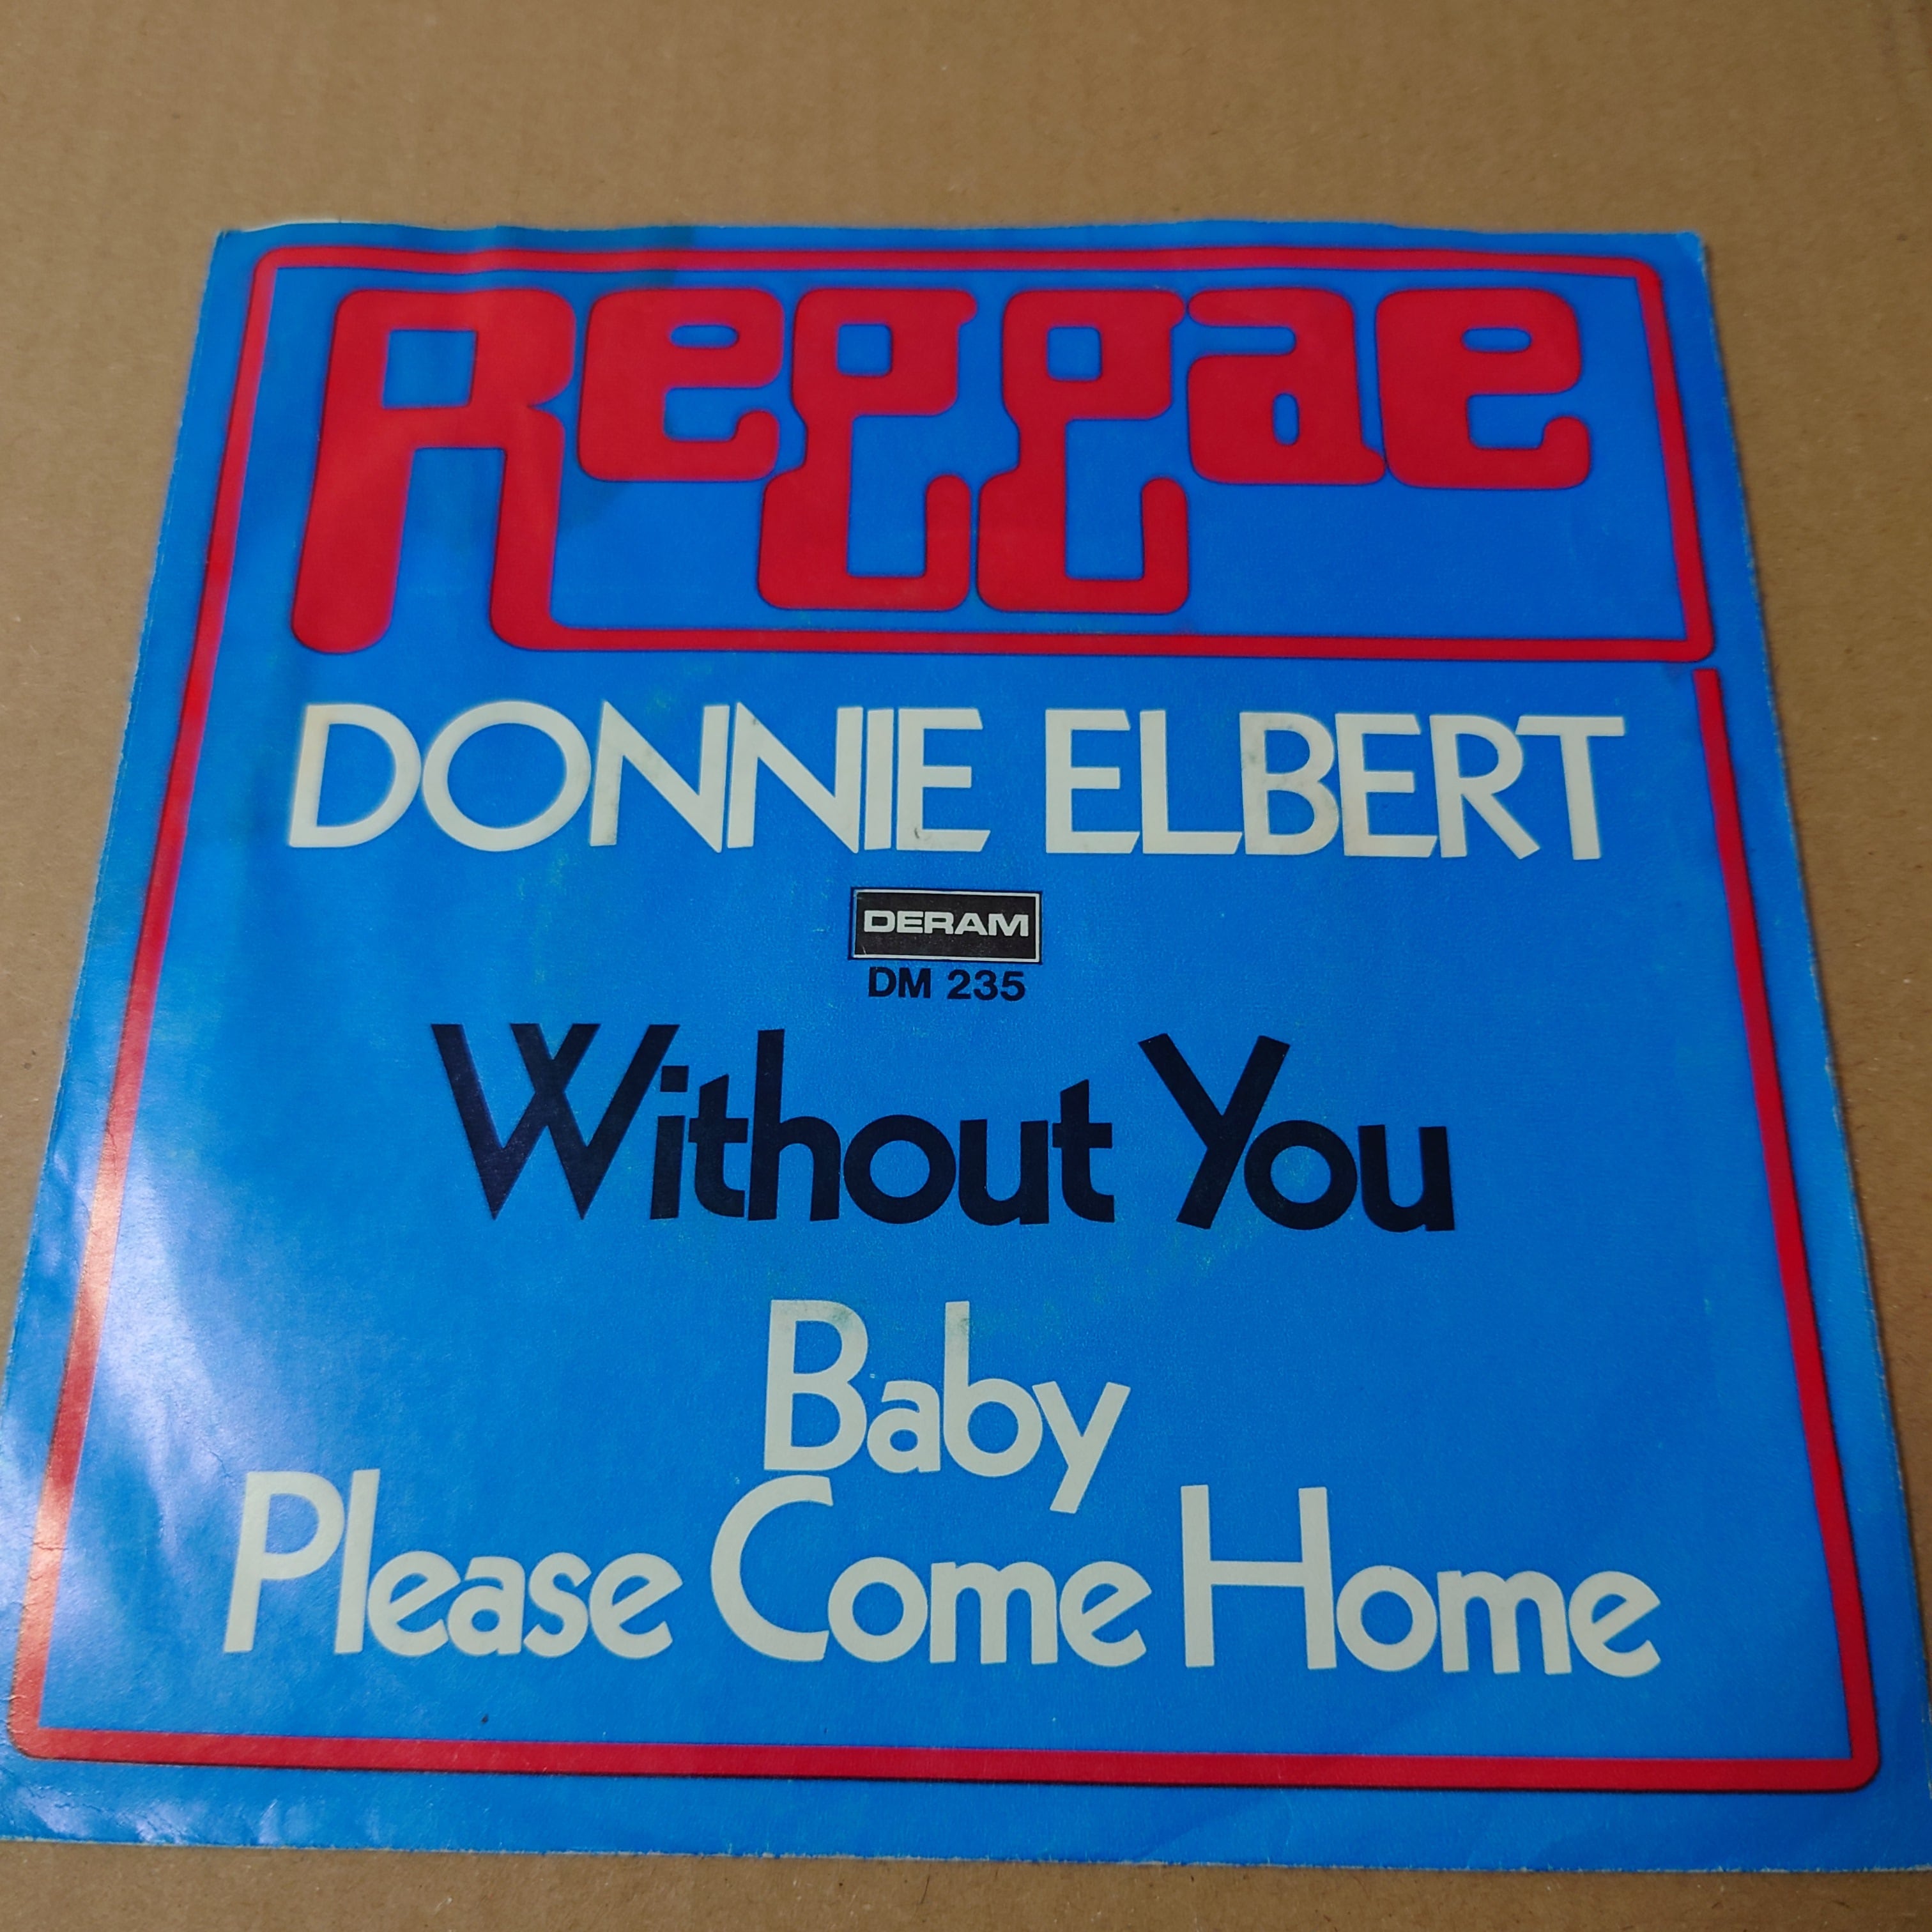 Reggae
DONNIE ELBERT
DERAM
DM 235
Without You
Baby
Please Come Home